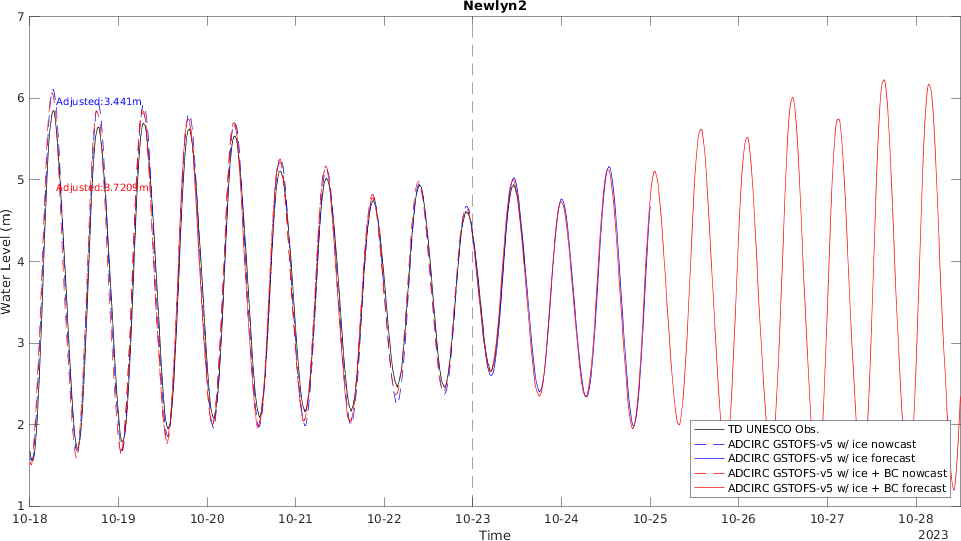 Newlyn2
7
6
5
4
3
2
1
Water Level (m)
Adjusted:3.441m
Adjusted:3.7209m
TD UNESCO Obs.
ADCIRC GSTOFS-v5 w/ ice nowcast
ADCIRC GSTOFS-v5 w/ ice forecast
ADCIRC GSTOFS-v5 w/ ice + BC nowcast
ADCIRC GSTOFS-v5 w/ ice + BC forecast
10-18 10-19 10-20 10-21 10-22 10-23 10-24 10-25 10-26 10-27 10-28
Time
2023